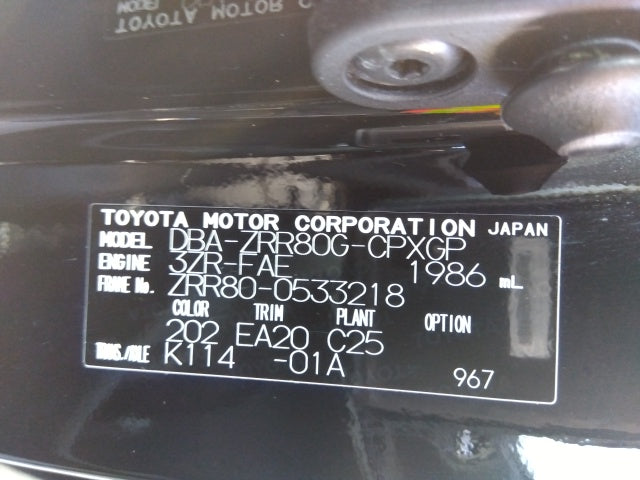 TOYOTA MOTOR CORPORATION JAPAN
MODEL DBA-ZRR80G-CPXGP
ENGINE 3ZR-FAE 1986 mL
FRAME No. ZRR80-0533218
COLOR TRIM PLANT OPTION
202 EA20 C25
TRANS./AXLE K114 -01A
967